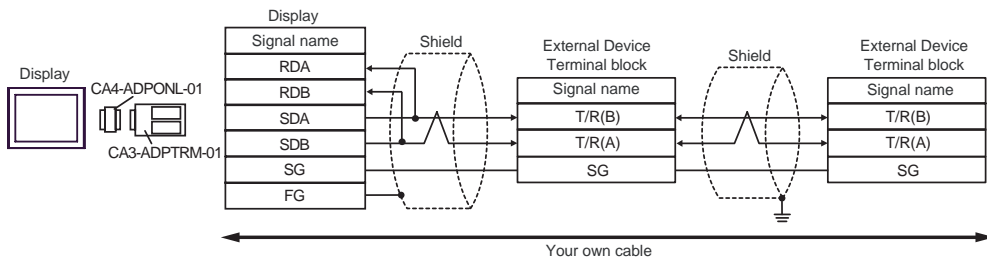 Display
CA4-ADPONL-01
CA3-ADPTRM-01
Display
Signal name
RDA
RDB
SDA
SDB
SG
FG
Shield
External Device
Terminal block
Signal name
T/R(B)
T/R(A)
SG
Shield
External Device
Terminal block
Signal name
T/R(B)
T/R(A)
SG
Your own cable